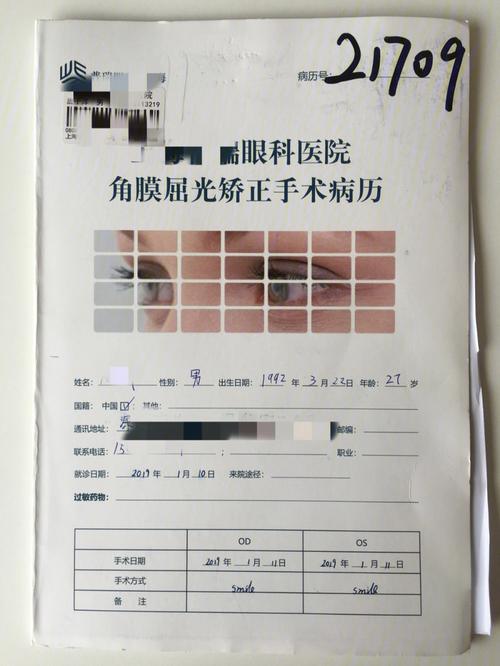 病历号: 21709
院
13219
眼科医院
角膜屈光矫正手术病历
姓名: 性别: 男 出生日期: 1992 年 3 月 22 日 年龄: 27 岁
国籍: 中国 ☑ 其他:
通讯地址: 邮编:
联系电话: 15 职业:
就诊日期: 2019 年 1 月 10 日 来院途径:
过敏药物:
OD OS
手术日期 2019 年 1 月 11 日 2019 年 1 月 11 日
手术方式 smile smile
备 注